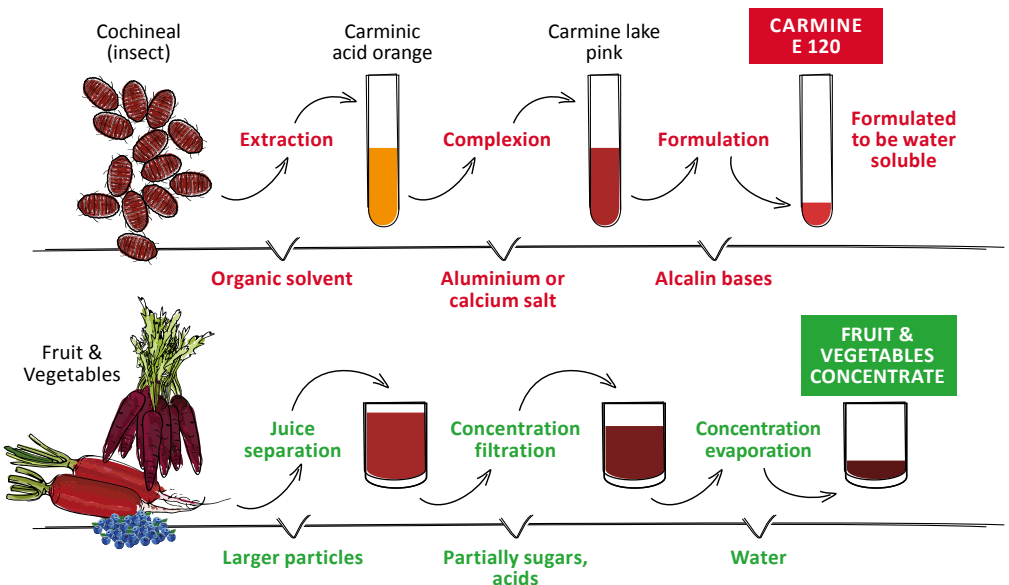 Cochineal
(insect)
Carminic
acid orange
Carmine lake
pink
CARMINE
E 120
Extraction
Complexion
Formulation
Formulated
to be water
soluble
Organic solvent
Aluminium or
calcium salt
Alcalin bases
Fruit &
Vegetables
FRUIT &
VEGETABLES
CONCENTRATE
Juice
separation
Concentration
filtration
Concentration
evaporation
Larger particles
Partially sugars,
acids
Water